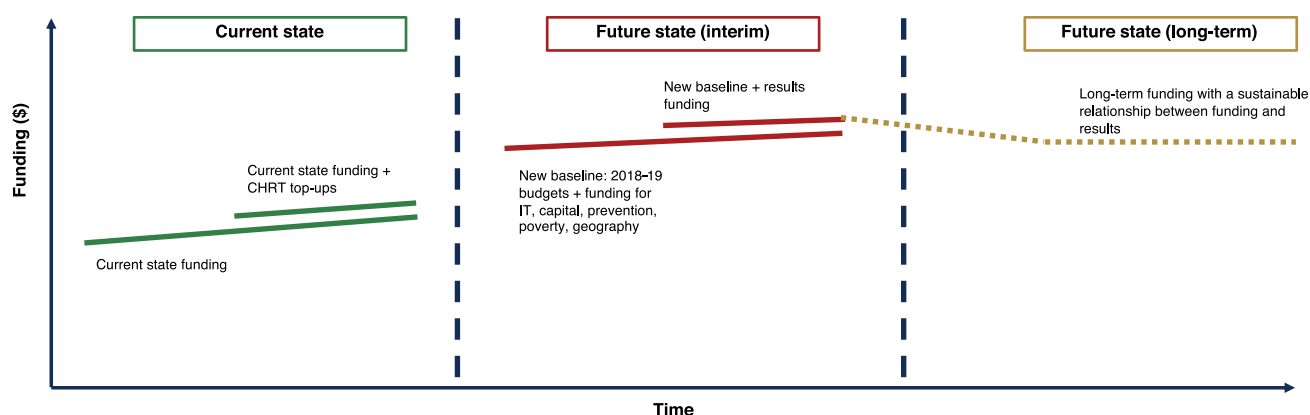 Current state
Future state (interim)
Future state (long-term)
Funding ($)
Current state funding +
CHRT top-ups
Current state funding
New baseline + results
funding
New baseline: 2018–19
budgets + funding for
IT, capital, prevention,
poverty, geography
Long-term funding with a sustainable
relationship between funding and
results
Time